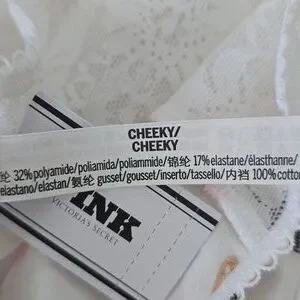 CHEEKY/
CHEEKY
纶 32% polyamide/poliamida/poliammide/锦纶 17% elastane/élasthanne/
elastano/elastan/氨纶 gusset/gousset/inserto/tassello/内裆 100% cotto
INK
VICTORIA'S SECRET